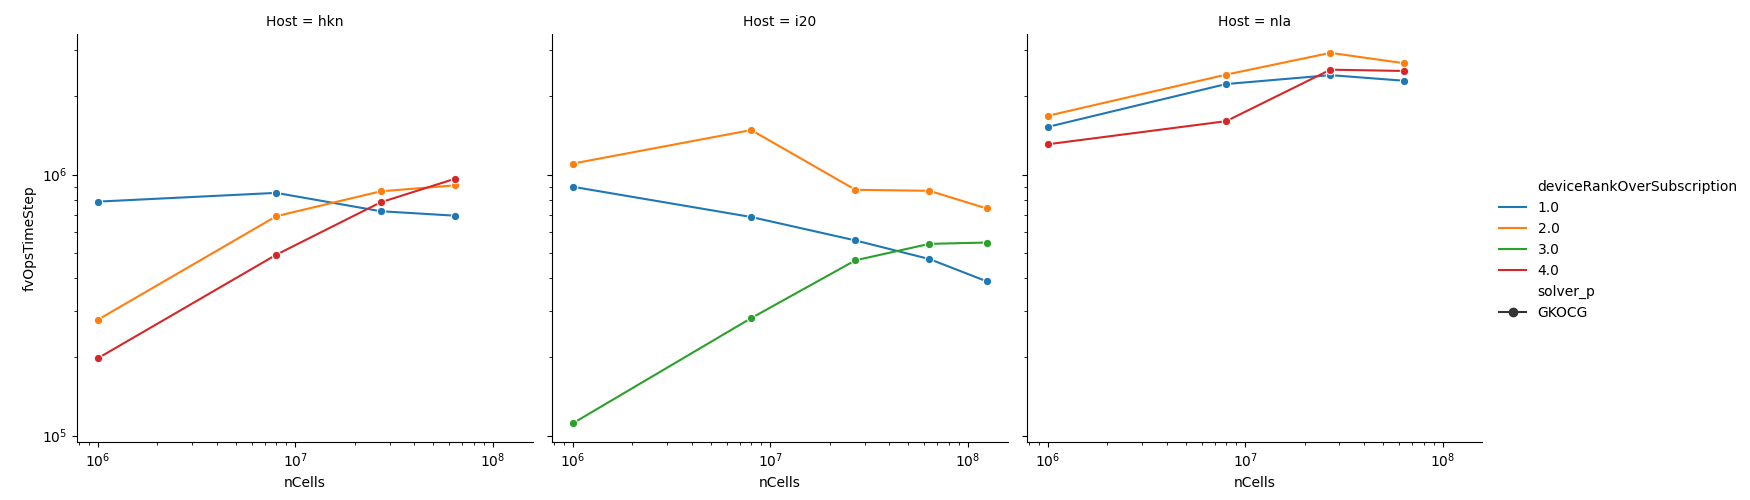 Host = hkn
Host = i20
Host = nla
fvOpsTimeStep
10^6
10^5
10^6
10^7
10^8
nCells
10^6
10^7
10^8
nCells
10^6
10^7
10^8
nCells
deviceRankOverSubscription
1.0
2.0
3.0
4.0
solver_p
GKOCG